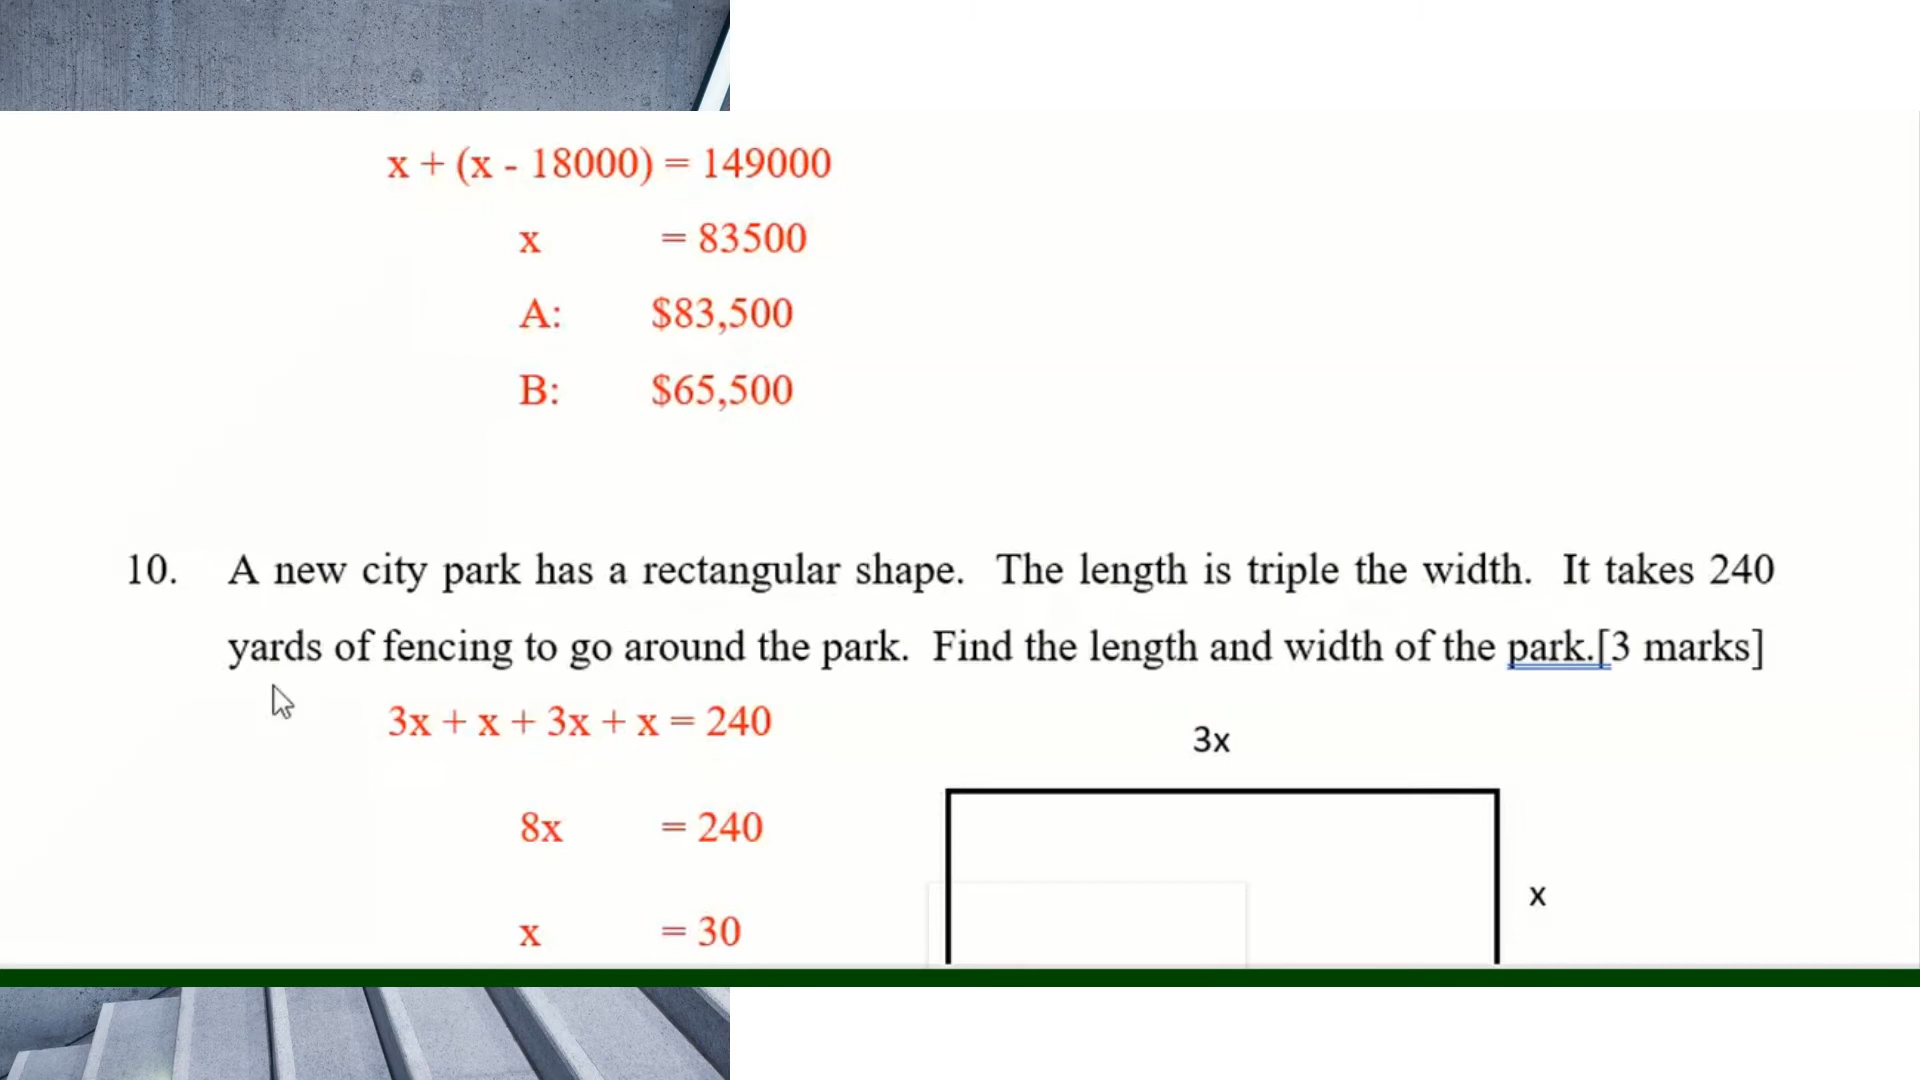 x + (x - 18000) = 149000
x = 83500
A: $83,500
B: $65,500
10. A new city park has a rectangular shape. The length is triple the width. It takes 240
yards of fencing to go around the park. Find the length and width of the park.[3 marks]
3x + x + 3x + x = 240
3x
8x = 240
x
x = 30